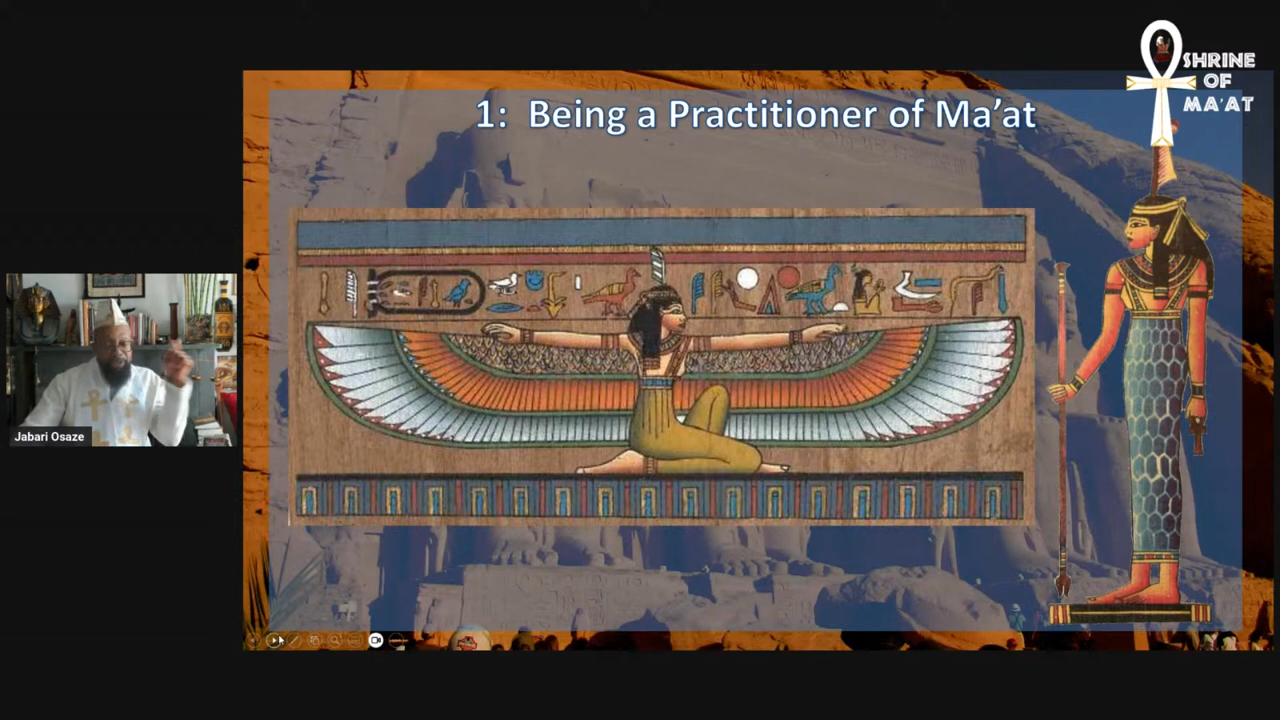 1:  Being a Practitioner of Ma’at
SHRINE
OF
MA’AT
Jabari Osaze